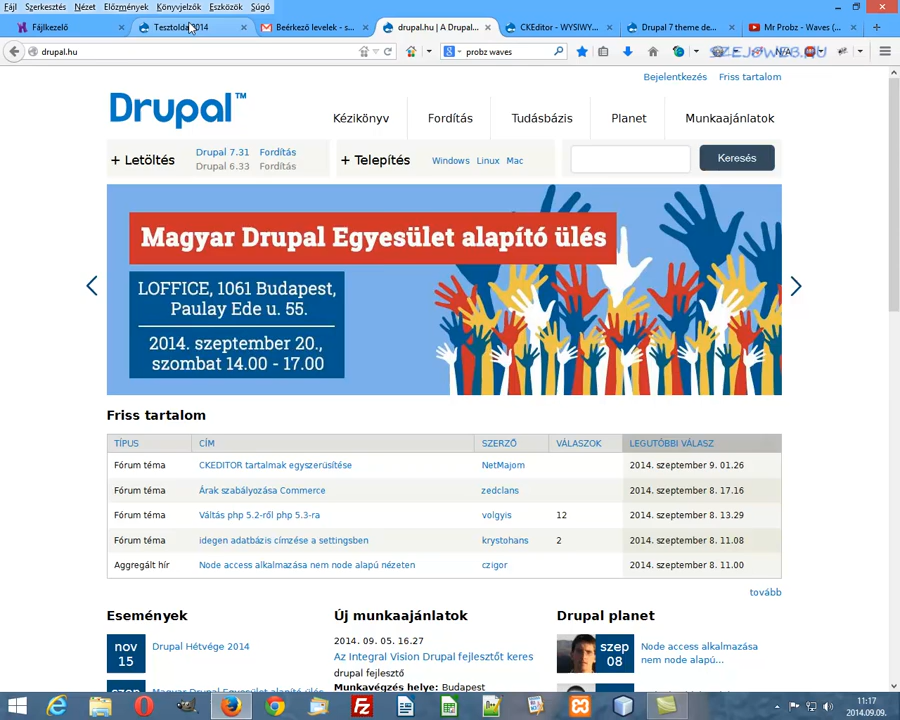 Fájl Szerkesztés Nézet Előzmények Könyvjelzők Eszközök Súgó
Fájlkezelő
Tesztoldal 2014
Beérkező levelek - s...
drupal.hu | A Drupal...
CKEditor - WYSIWY...
Drupal 7 theme de...
Mr Probz - Waves (...
drupal.hu
probz waves
N/A
Bejelentkezés Friss tartalom
Drupal™
Kézikönyv Fordítás Tudásbázis Planet Munkaajánlatok
+ Letöltés
Drupal 7.31 Fordítás
Drupal 6.33 Fordítás
+ Telepítés Windows Linux Mac
Keresés
Magyar Drupal Egyesület alapító ülés
LOFFICE, 1061 Budapest,
Paulay Ede u. 55.
2014. szeptember 20.,
szombat 14.00 - 17.00
Friss tartalom
TÍPUS CÍM SZERZŐ VÁLASZOK LEGUTÓBBI VÁLASZ
Fórum téma CKEDITOR tartalmak egyszerűsítése NetMajom 2014. szeptember 9. 01.26
Fórum téma Árak szabályozása Commerce zedclans 2014. szeptember 8. 17.16
Fórum téma Váltás php 5.2-ről php 5.3-ra volgyis 12 2014. szeptember 8. 13.29
Fórum téma idegen adatbázis címzése a settingsben krystohans 2 2014. szeptember 8. 11.08
Aggregált hír Node access alkalmazása nem node alapú nézeten czigor 2014. szeptember 8. 11.00
tovább
Események
nov
15
Drupal Hétvége 2014
szep
Magyar Drupal Egyesület alapító ülés
Új munkaajánlatok
2014. 09. 05. 16.27
Az Integral Vision Drupal fejlesztőt keres
drupal fejlesztő
Munkavégzés helye: Budapest
Drupal planet
szep
08
Node access alkalmazása
nem node alapú...
11:17
2014.09.09.